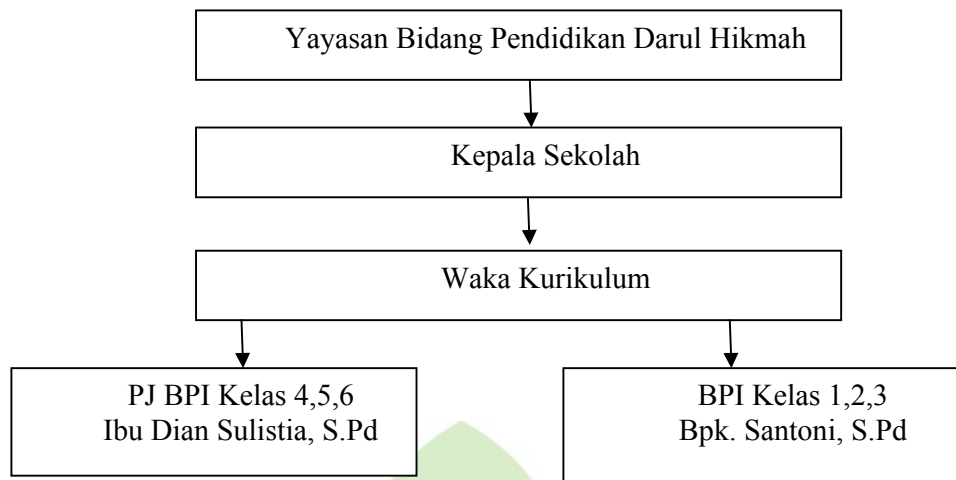 Yayasan Bidang Pendidikan Darul Hikmah
Kepala Sekolah
Waka Kurikulum
PJ BPI Kelas 4,5,6
Ibu Dian Sulistia, S.Pd
BPI Kelas 1,2,3
Bpk. Santoni, S.Pd